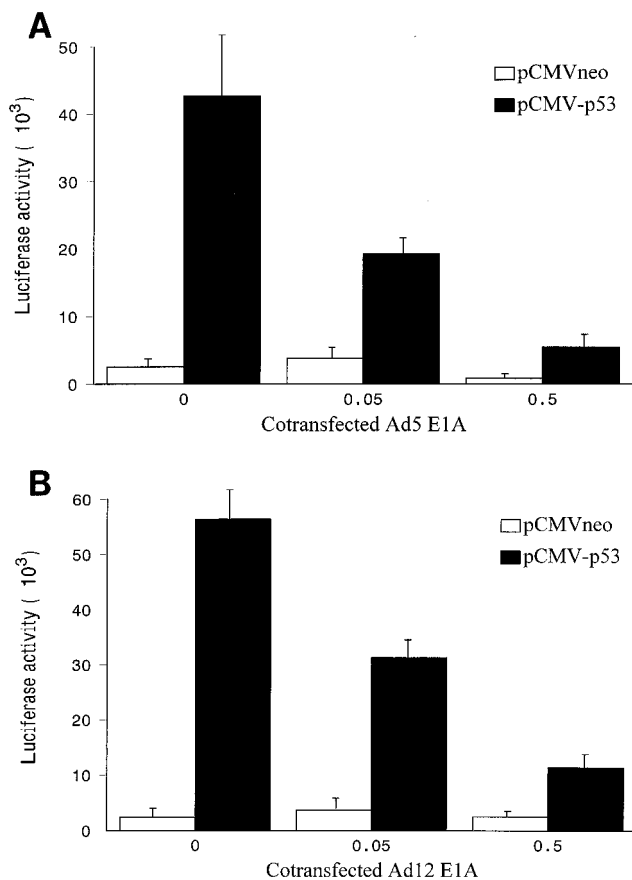 A
50
40
30
20
10
0
Luciferase activity ( 10³)
pCMVneo
pCMV-p53
0 0.05 0.5
Cotransfected Ad5 E1A
B
60
50
40
30
20
10
0
Luciferase activity ( 10³)
pCMVneo
pCMV-p53
0 0.05 0.5
Cotransfected Ad12 E1A